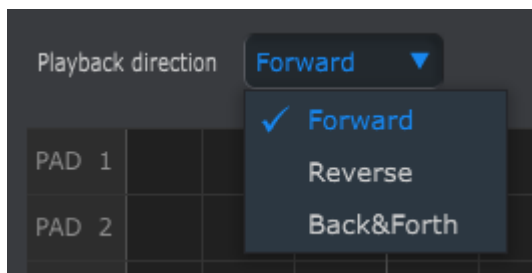 Playback direction Forward
Forward
PAD 1
Reverse
PAD 2
Back&Forth